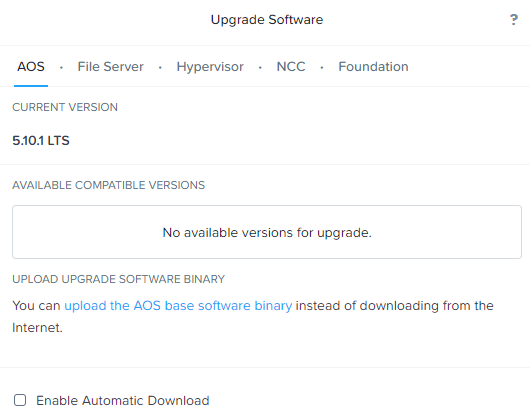 Upgrade Software
?
AOS · File Server · Hypervisor · NCC · Foundation
CURRENT VERSION
5.10.1 LTS
AVAILABLE COMPATIBLE VERSIONS
No available versions for upgrade.
UPLOAD UPGRADE SOFTWARE BINARY
You can upload the AOS base software binary instead of downloading from the
Internet.
Enable Automatic Download